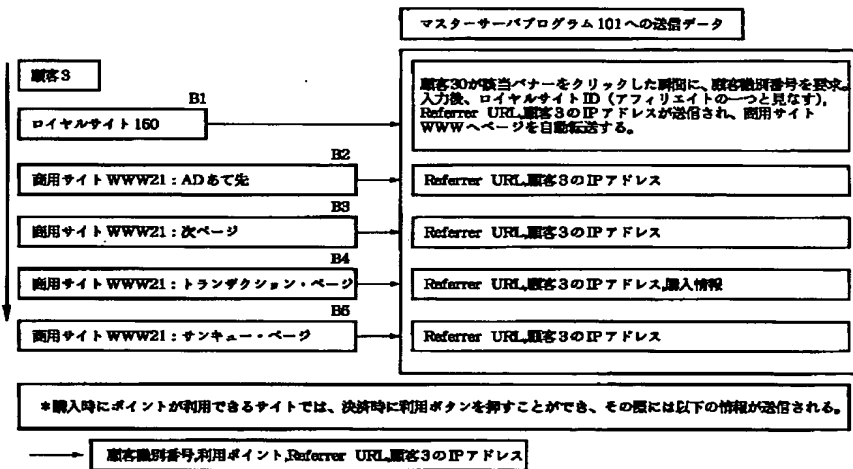 マスターサーバプログラム101への送信データ
顧客3
B1
ロイヤルサイト150
顧客30が該当バナーをクリックした瞬間に、顧客識別番号を要求。
入力後、ロイヤルサイトID(アフィリエイトの一つと見なす),
Referrer URL,顧客3のIPアドレスが送信され、商用サイト
WWWへページを自動転送する。
B2
商用サイトWWW21:ADあて先
Referrer URL,顧客3のIPアドレス
B3
商用サイトWWW21:次ページ
Referrer URL,顧客3のIPアドレス
B4
商用サイトWWW21:トランザクション・ページ
Referrer URL,顧客3のIPアドレス,購入情報
B5
商用サイトWWW21:サンキュー・ページ
Referrer URL,顧客3のIPアドレス
*購入時にポイントが利用できるサイトでは、決済時に利用ボタンを押すことができ、その際には以下の情報が送信される。
顧客識別番号,利用ポイント,Referrer URL,顧客3のIPアドレス